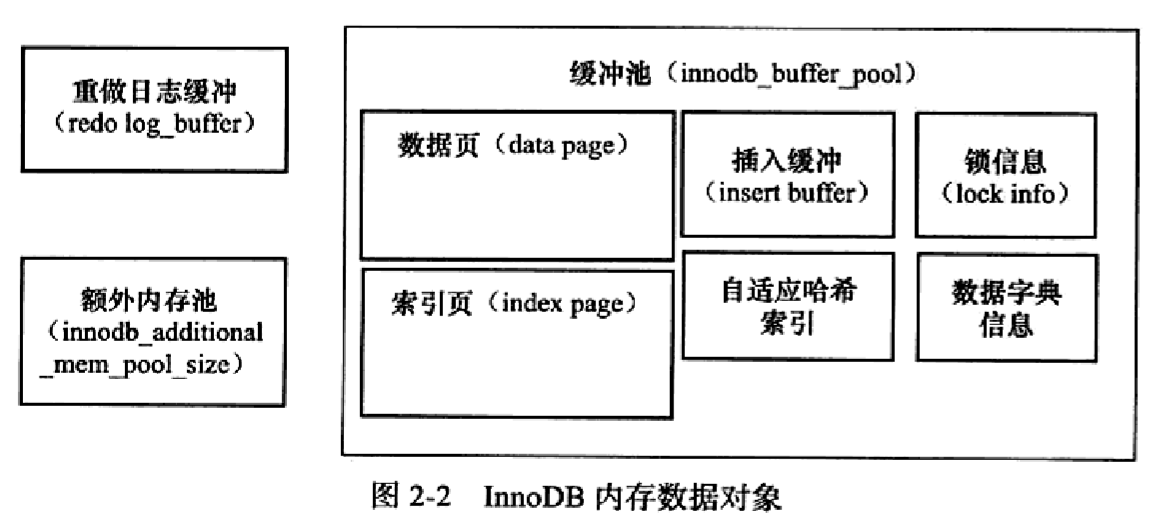 重做日志缓冲
（redo log_buffer）
额外内存池
（innodb_additional
_mem_pool_size）
缓冲池（innodb_buffer_pool）
数据页（data page）
插入缓冲
（insert buffer）
锁信息
（lock info）
索引页（index page）
自适应哈希
索引
数据字典
信息
图 2-2 InnoDB 内存数据对象